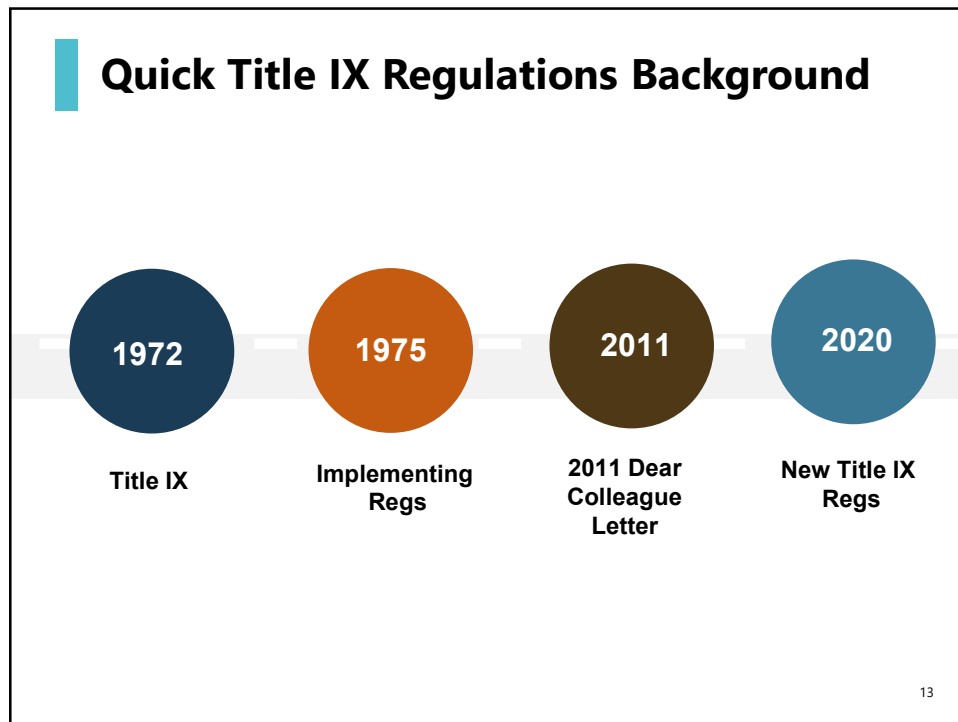 Quick Title IX Regulations Background
1972
1975
2011
2020
Title IX
Implementing
Regs
2011 Dear
Colleague
Letter
New Title IX
Regs
13